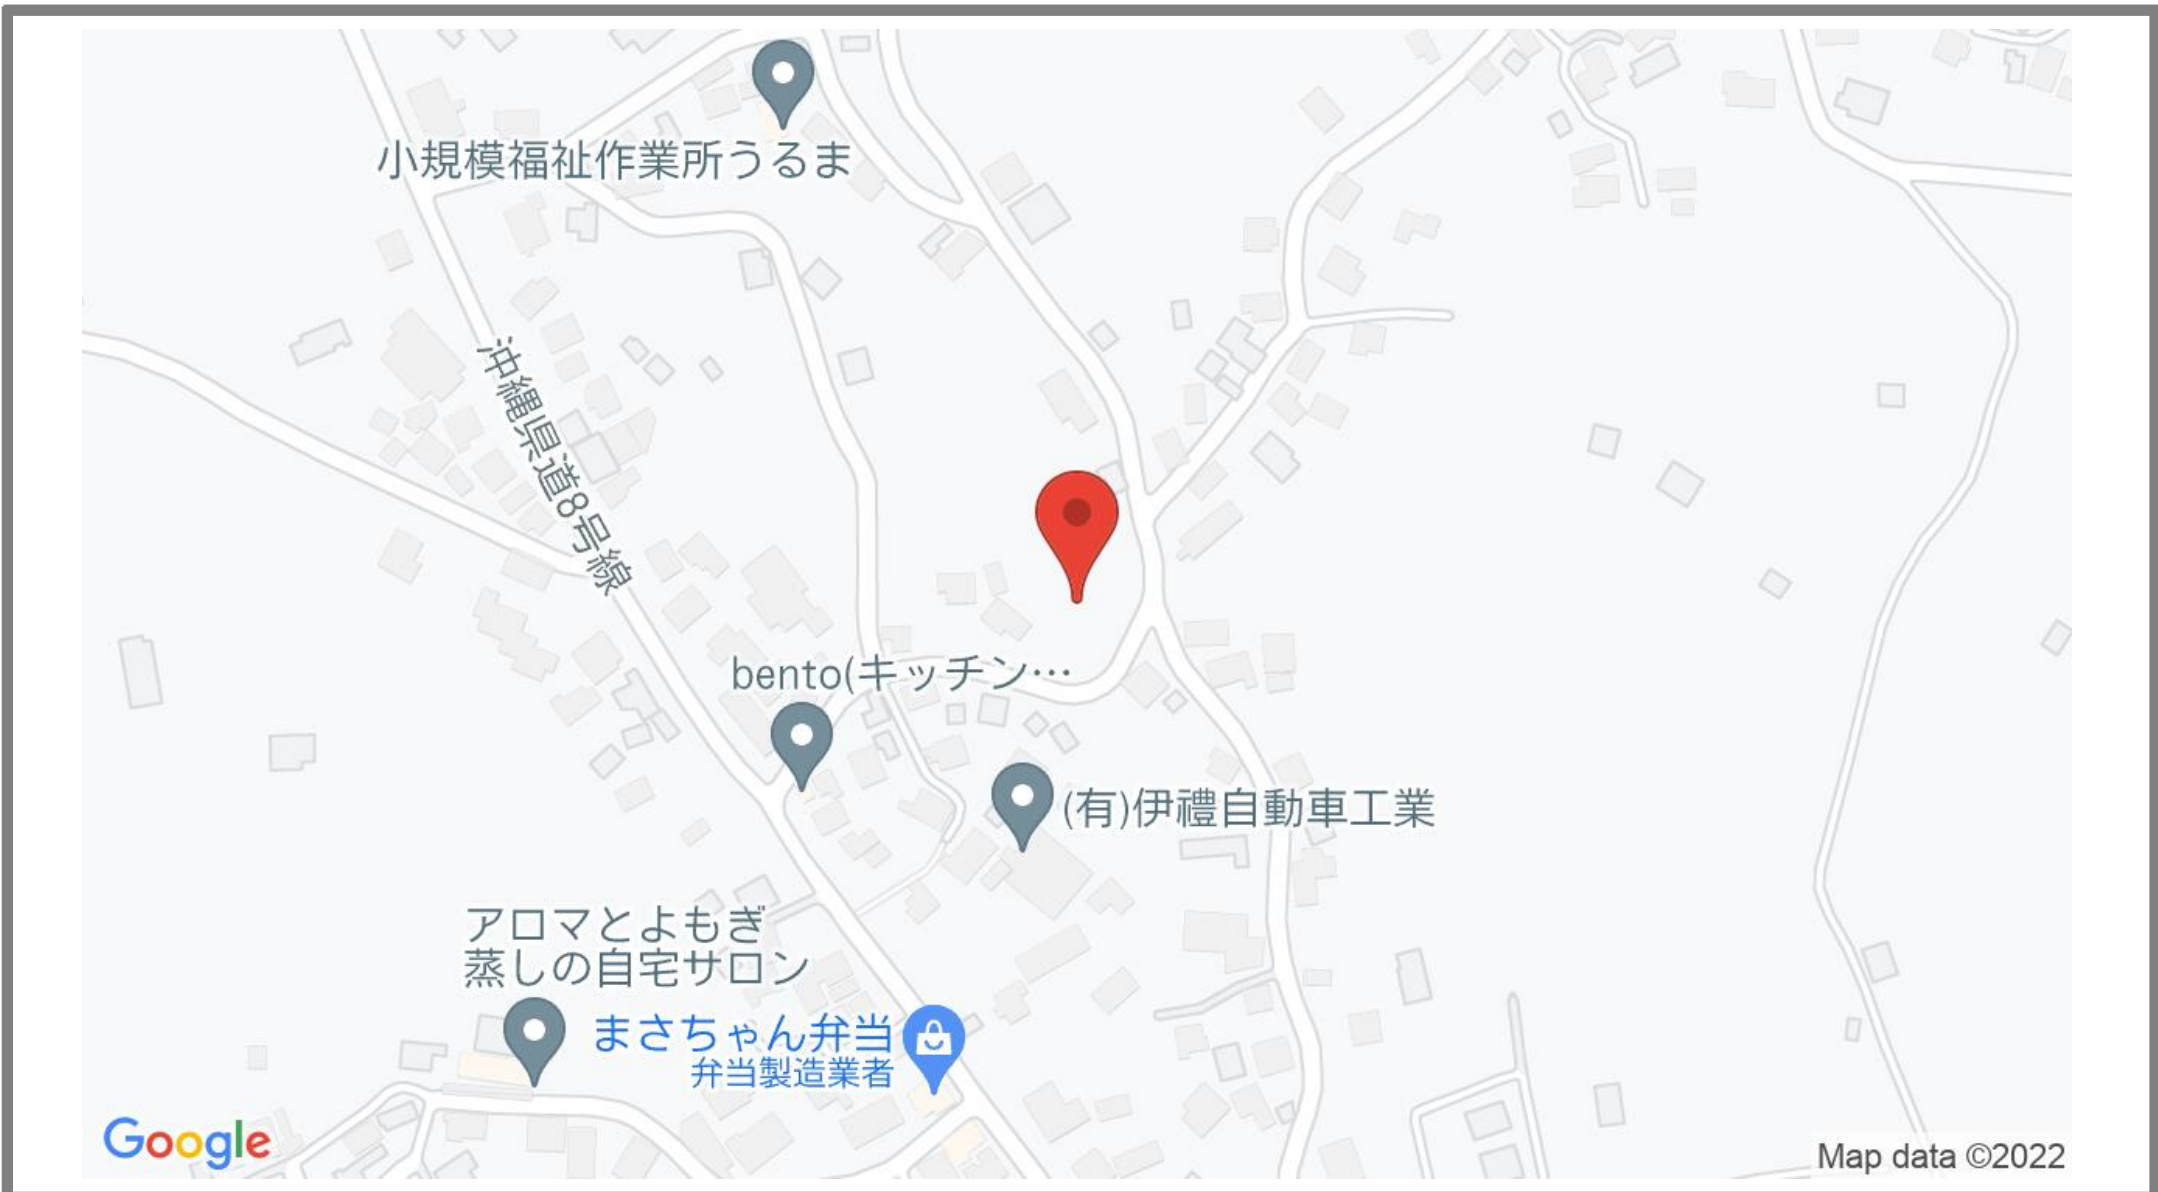 小規模福祉作業所うるま
沖縄県道8号線
bento(キッチン…
(有)伊禮自動車工業
アロマとよもぎ
蒸しの自宅サロン
まさちゃん弁当
弁当製造業者
Google
Map data ©2022